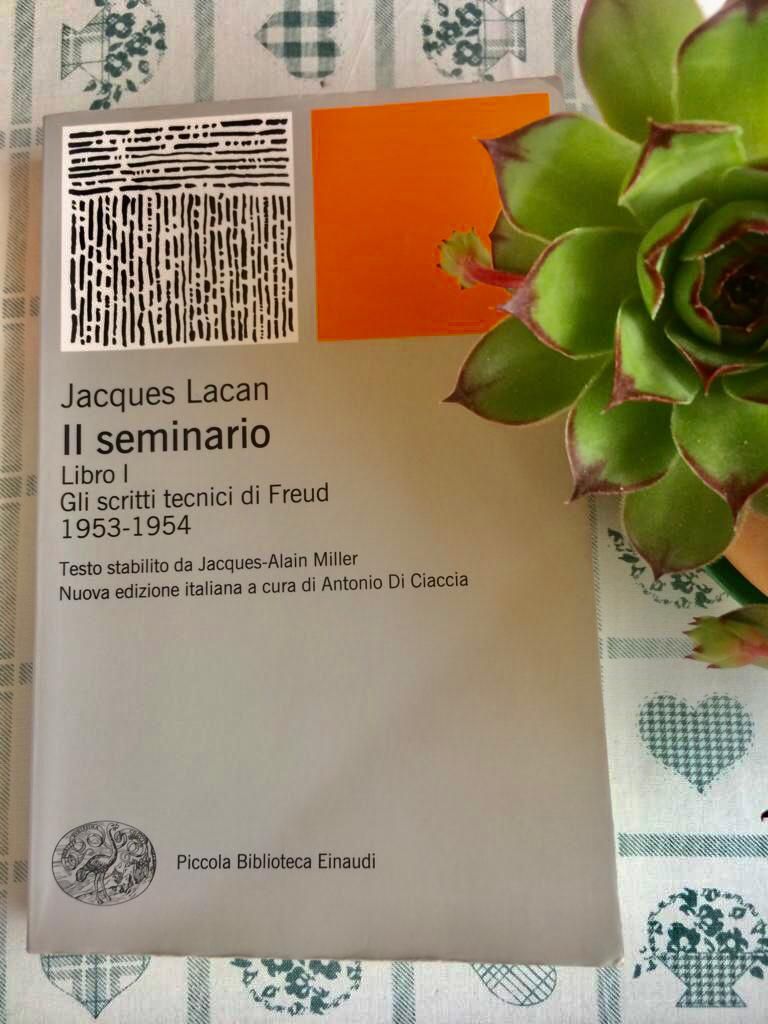 Jacques Lacan
Il seminario
Libro I
Gli scritti tecnici di Freud
1953-1954
Testo stabilito da Jacques-Alain Miller
Nuova edizione italiana a cura di Antonio Di Ciaccia
Piccola Biblioteca Einaudi